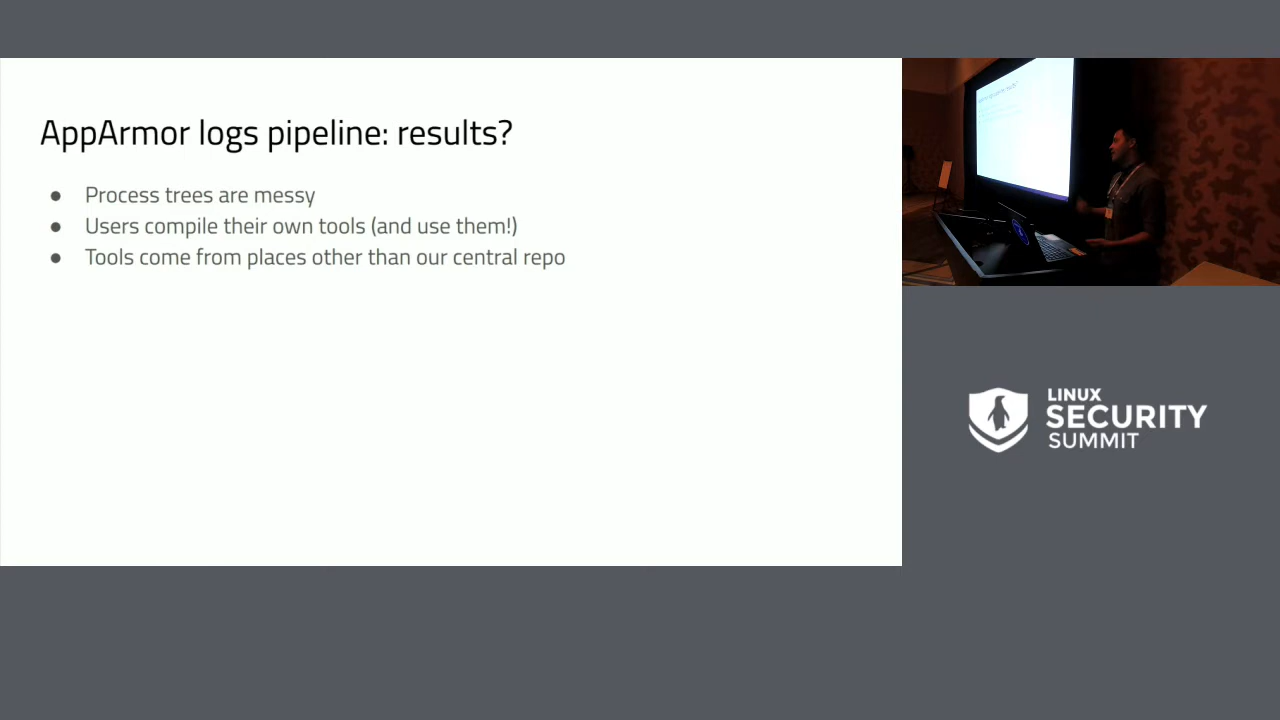 AppArmor logs pipeline: results?
● Process trees are messy
● Users compile their own tools (and use them!)
● Tools come from places other than our central repo
LINUX
SECURITY
SUMMIT